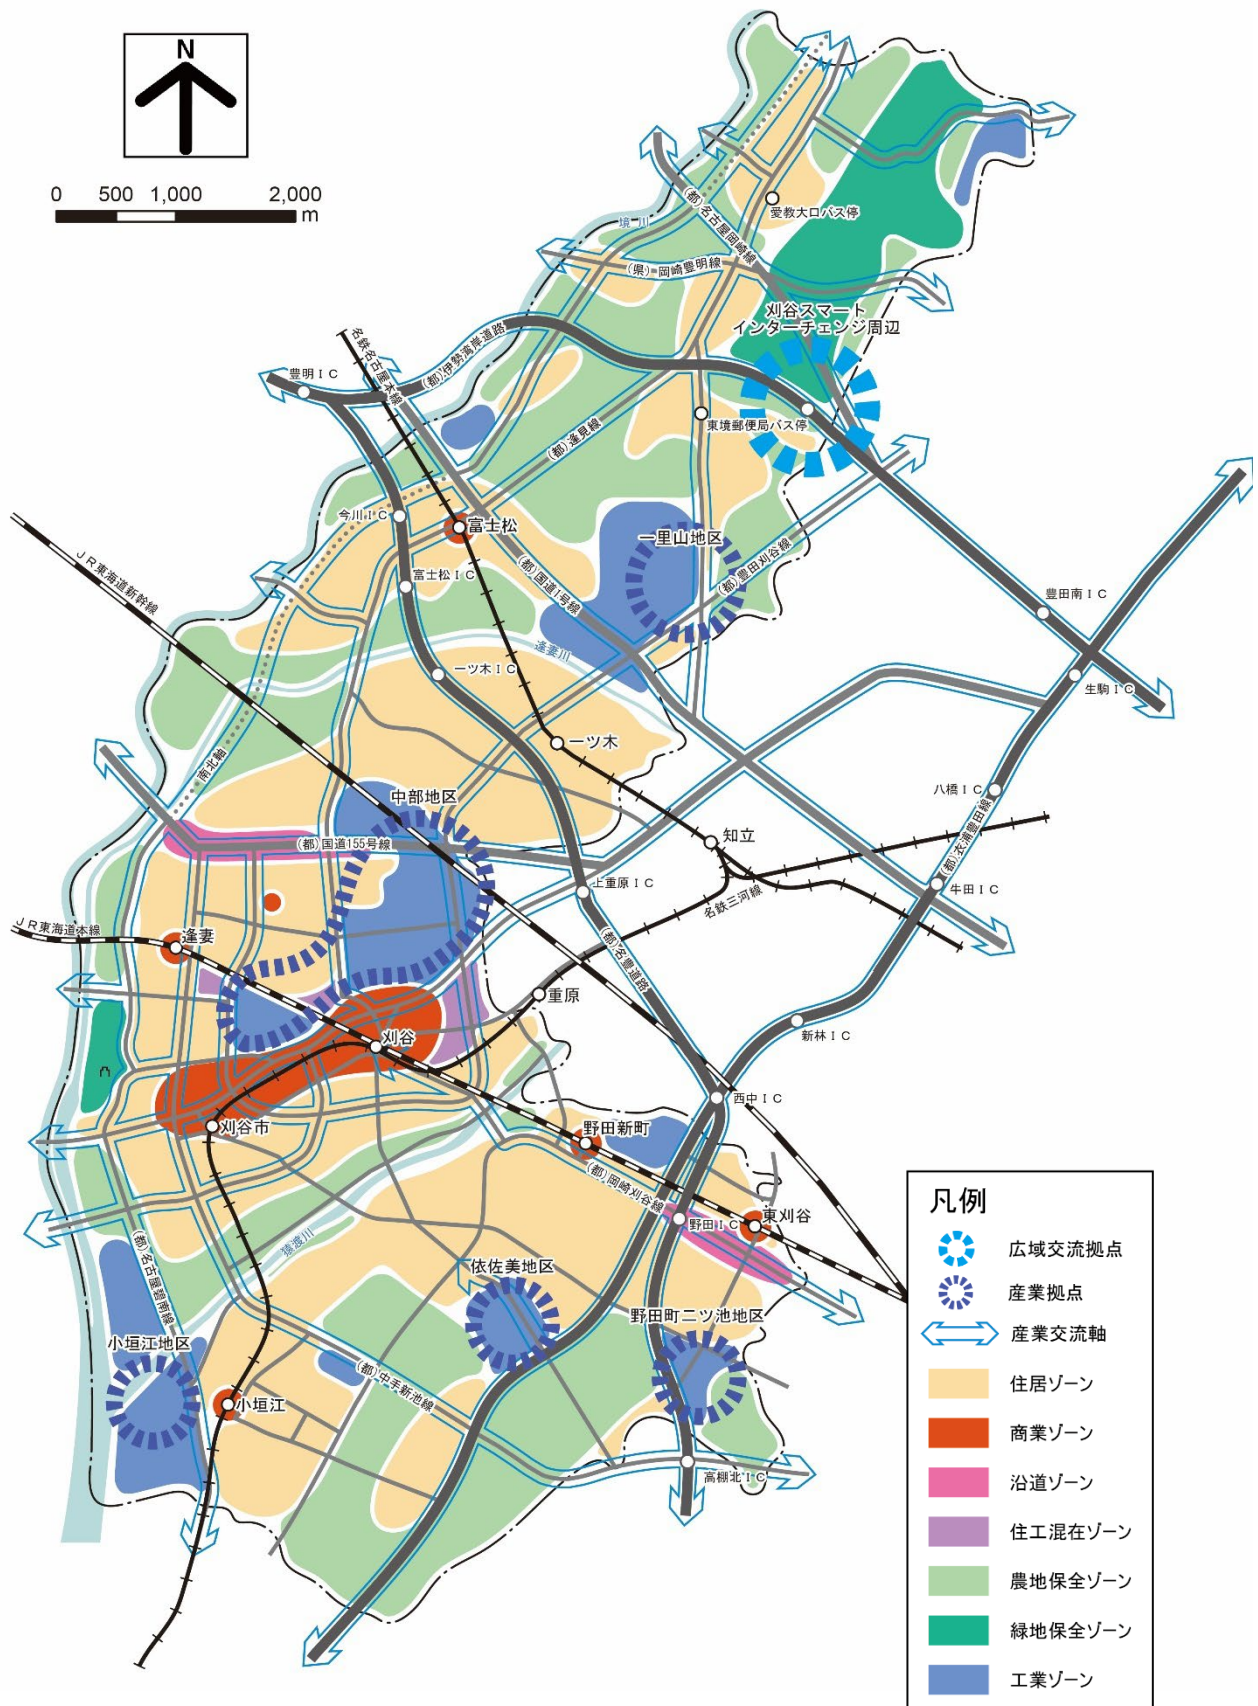 N
0 500 1,000 2,000
m
境川
(都)名古屋岡崎線
愛教大口バス停
(県)岡崎豊明線
刈谷スマート
インターチェンジ周辺
名鉄名古屋本線
(都)伊勢湾岸道路
豊明IC
東境郵便局バス停
(都)逢見線
今川IC
富士松
一里山地区
JR東海道新幹線
富士松IC
(都)国道1号線
(都)豊田刈谷線
豊田南IC
逢妻川
一ツ木IC
生駒IC
一ツ木
南北軸
中部地区
八橋IC
(都)国道155号線
知立
(都)衣浦豊田線
上重原IC
牛田IC
名鉄三河線
JR東海道本線
逢妻
(都)名豊道路
重原
新林IC
刈谷
西中IC
刈谷市
野田新町
(都)岡崎刈谷線
野田IC
東刈谷
猿渡川
(都)名古屋碧南線
依佐美地区
野田町二ツ池地区
小垣江地区
(都)中手新池線
小垣江
高棚北IC
凡例
広域交流拠点
産業拠点
産業交流軸
住居ゾーン
商業ゾーン
沿道ゾーン
住工混在ゾーン
農地保全ゾーン
緑地保全ゾーン
工業ゾーン